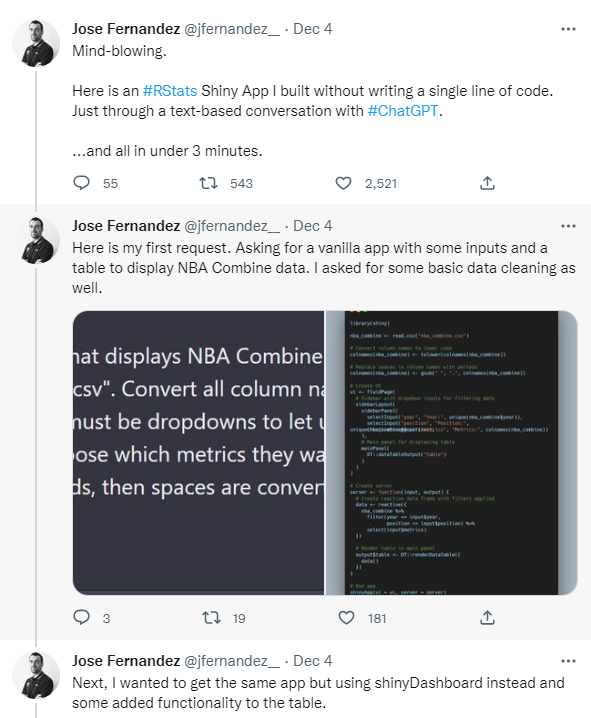 Jose Fernandez @jfernandez__ · Dec 4
Mind-blowing.
Here is an #RStats Shiny App I built without writing a single line of code.
Just through a text-based conversation with #ChatGPT.
...and all in under 3 minutes.
55 543 2,521
Jose Fernandez @jfernandez__ · Dec 4
Here is my first request. Asking for a vanilla app with some inputs and a
table to display NBA Combine data. I asked for some basic data cleaning as
well.
hat displays NBA Combine
csv". Convert all column na
must be dropdowns to let u
ose which metrics they wa
ds, then spaces are conver
library(shiny)
nba_combine <- read.csv("nba_combine.csv")
# Convert column names to lower case
colnames(nba_combine) <- tolower(colnames(nba_combine))
# Replace spaces in column names with periods
colnames(nba_combine) <- gsub(" ", ".", colnames(nba_combine))
# Create UI
ui <- fluidPage(
# Sidebar with dropdown inputs for filtering data
sidebarLayout(
sidebarPanel(
selectInput("year", "Year:", unique(nba_combine$year)),
selectInput("position", "Position:",
"Metrics:", colnames(nba_combine))
),
# Main panel for displaying table
mainPanel(
DT::dataTableOutput("table")
)
)
)
# Create server
server <- function(input, output) {
# Create reactive data frame with filters applied
data <- reactive({
nba_combine %>%
filter(year == input$year,
position == input$position) %>%
select(input$metrics)
})
# Render table in main panel
output$table <- DT::renderDataTable({
data()
})
}
# Run app
shinyApp(ui = ui, server = server)
3 19 181
Jose Fernandez @jfernandez__ · Dec 4
Next, I wanted to get the same app but using shinyDashboard instead and
some added functionality to the table.